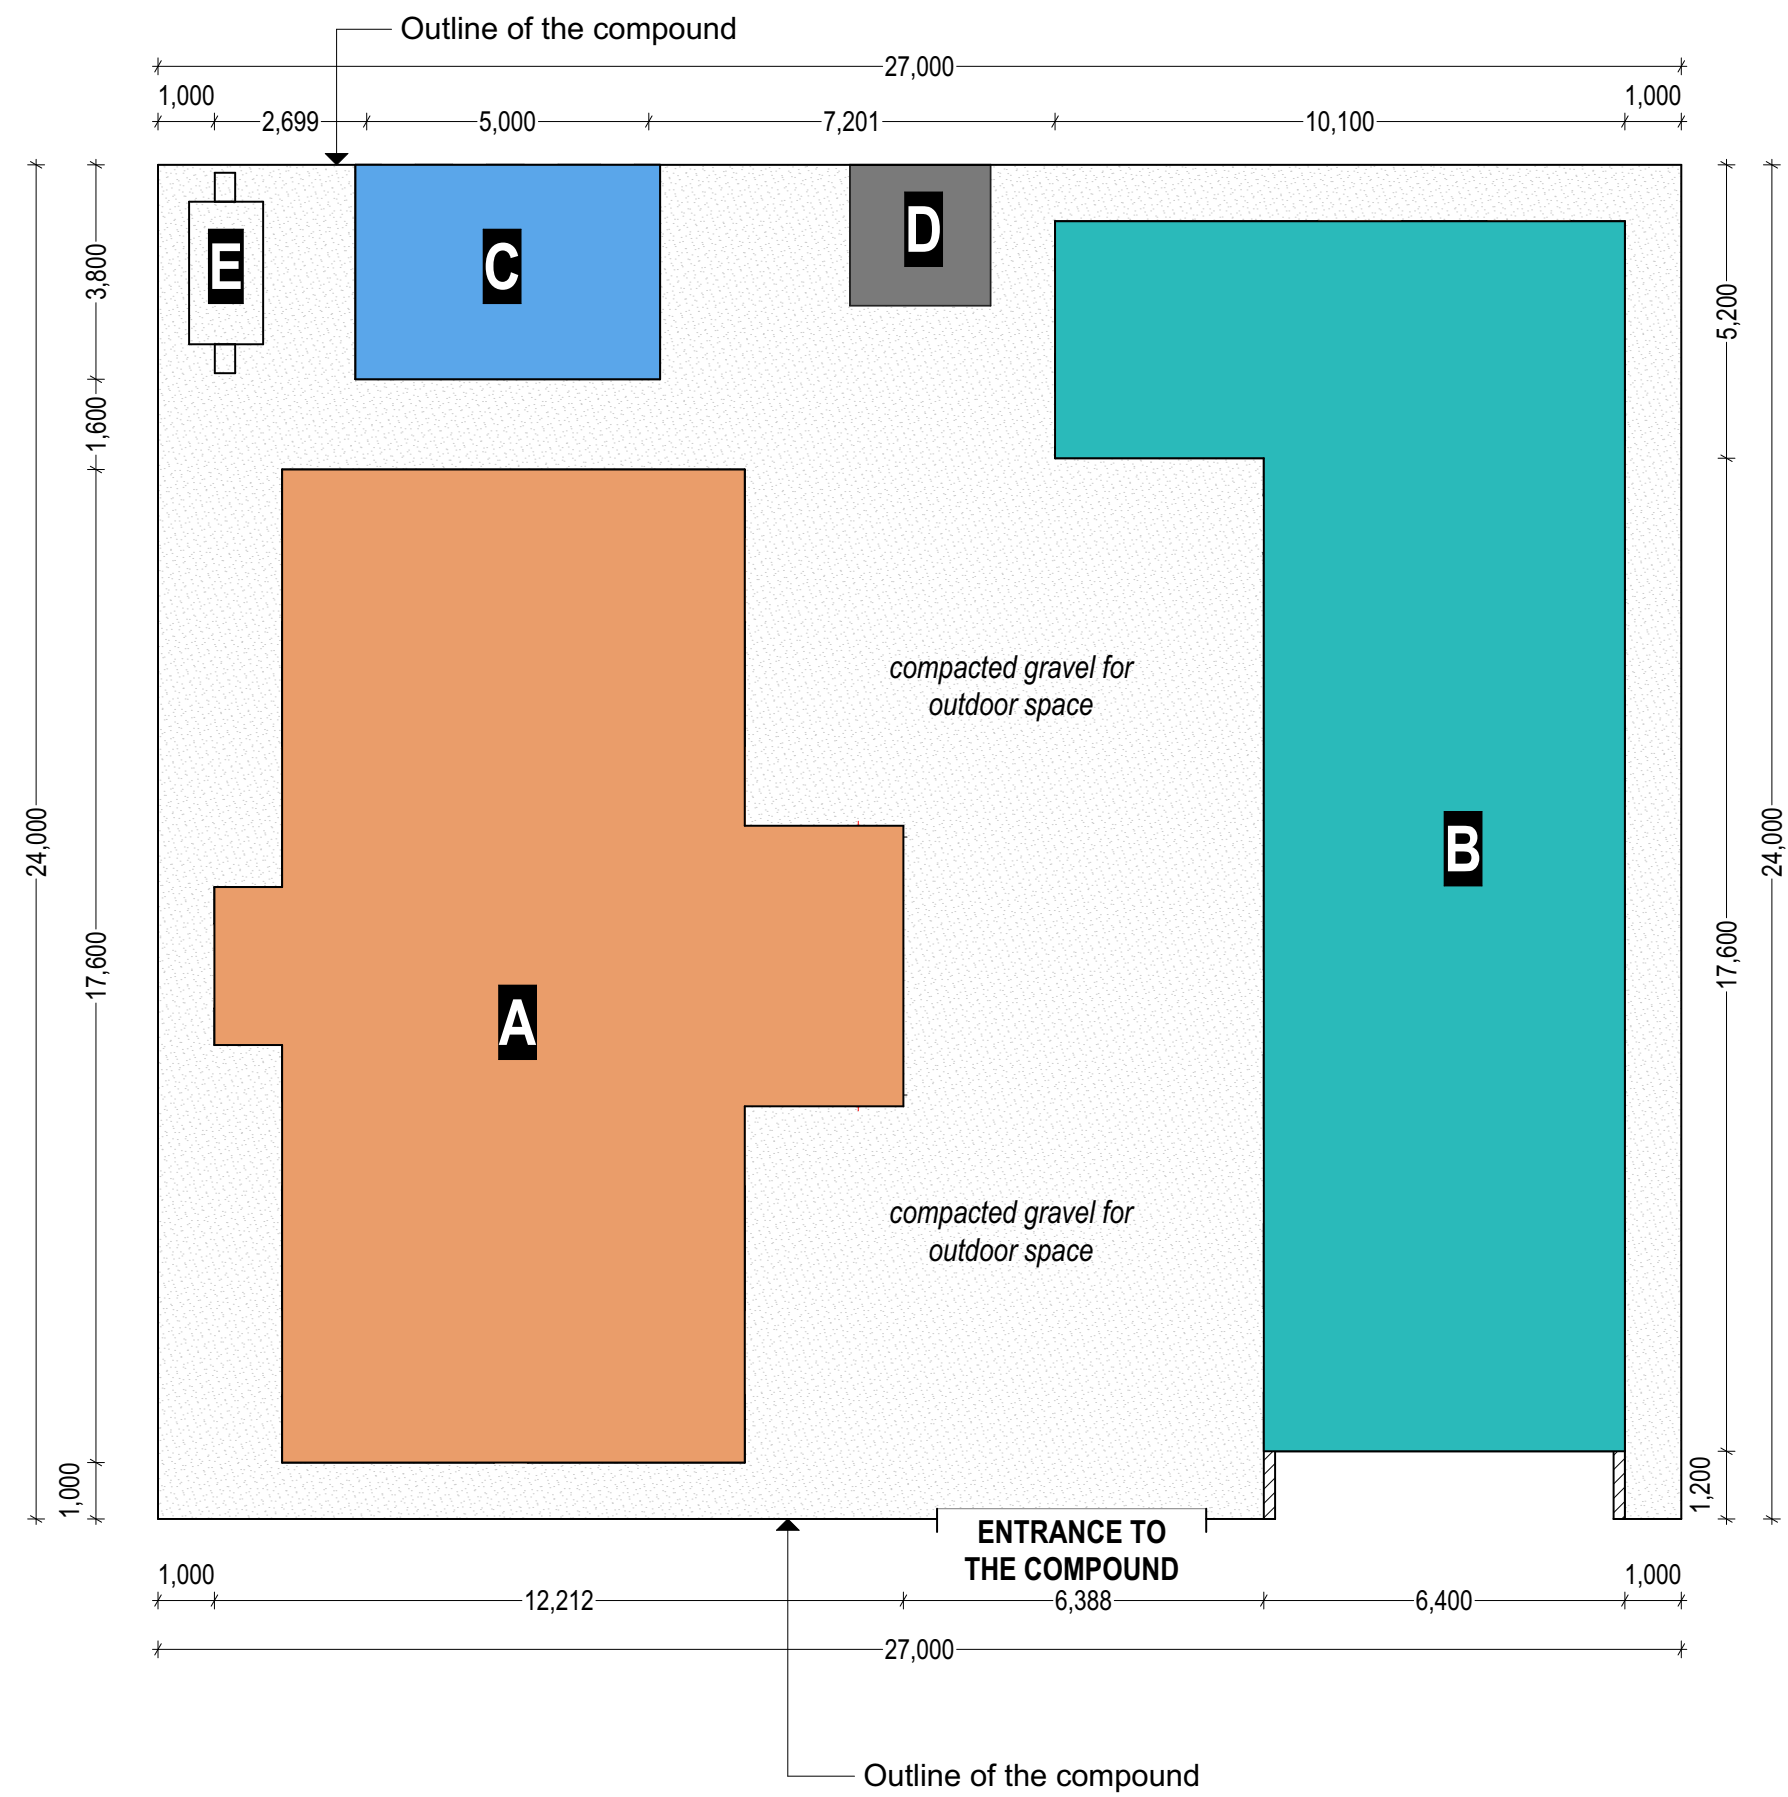 Outline of the compound
27,000
1,000
1,000
2,699
5,000
7,201
10,100
E
C
D
3,800
5,200
1,600
compacted gravel for
outdoor space
24,000
B
24,000
17,600
17,600
A
compacted gravel for
outdoor space
1,000
1,200
ENTRANCE TO
THE COMPOUND
1,000
1,000
12,212
6,388
6,400
27,000
Outline of the compound